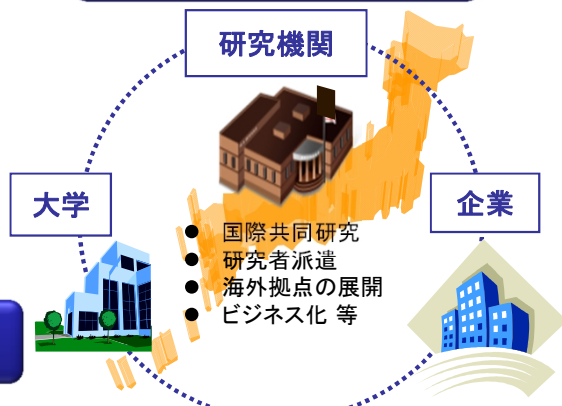 研究機関
大学
企業
● 国際共同研究
● 研究者派遣
● 海外拠点の展開
● ビジネス化 等